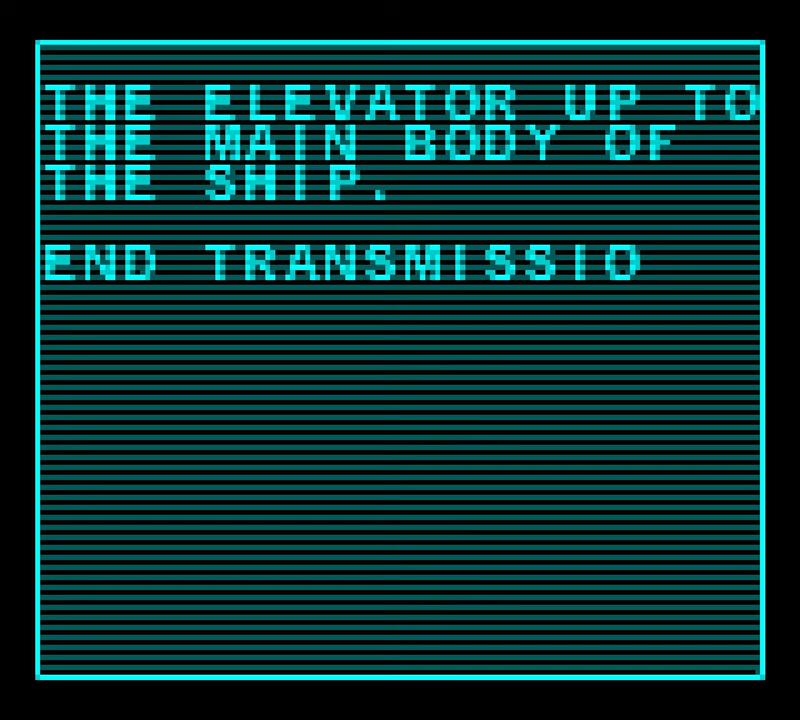 THE ELEVATOR UP TO
THE MAIN BODY OF
THE SHIP.
END TRANSMISSIO